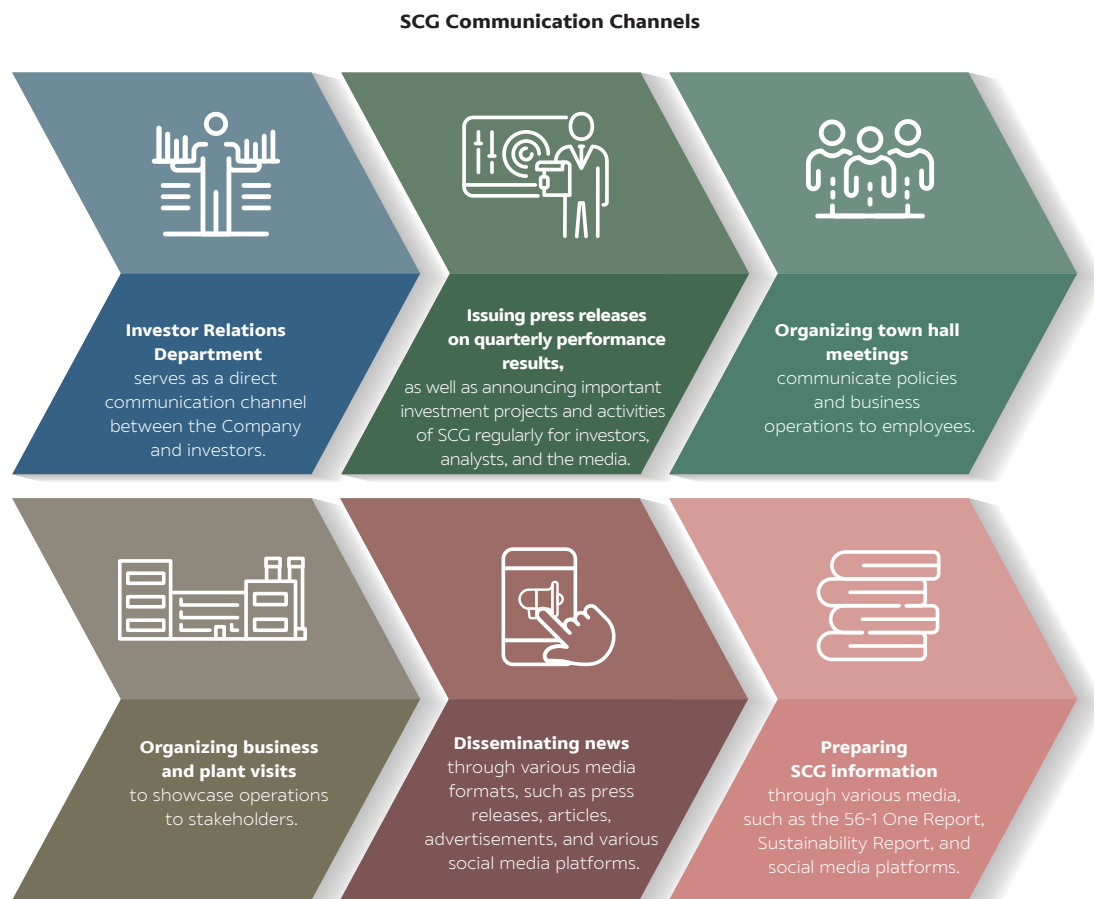 SCG Communication Channels
Investor Relations
Department
serves as a direct
communication channel
between the Company
and investors.
Issuing press releases
on quarterly performance
results,
as well as announcing important
investment projects and activities
of SCG regularly for investors,
analysts, and the media.
Organizing town hall
meetings
communicate policies
and business
operations to employees.
Organizing business
and plant visits
to showcase operations
to stakeholders.
Disseminating news
through various media
formats, such as press
releases, articles,
advertisements, and various
social media platforms.
Preparing
SCG information
through various media,
such as the 56-1 One Report,
Sustainability Report, and
social media platforms.